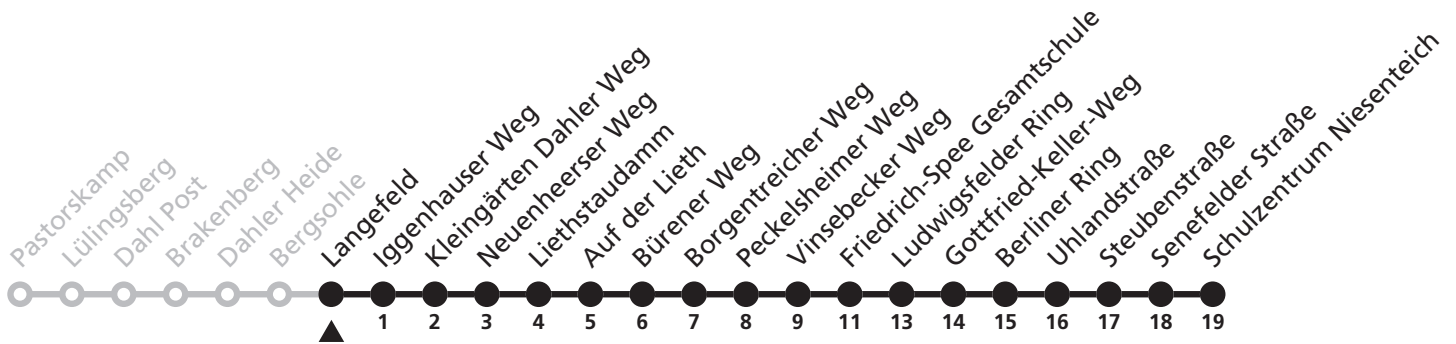 Pastorskamp
Lülingsberg
Dahl Post
Brakenberg
Dahler Heide
Bergsohle
Langefeld
Iggenhauser Weg
Kleingärten Dahler Weg
Neuenheerser Weg
Liethstaudamm
Auf der Lieth
Bürener Weg
Borgentreicher Weg
Peckelsheimer Weg
Vinsebecker Weg
Friedrich-Spee Gesamtschule
Ludwigsfelder Ring
Gottfried-Keller-Weg
Berliner Ring
Uhlandstraße
Steubenstraße
Senefelder Straße
Schulzentrum Niesenteich
1 2 3 4 5 6 7 8 9 11 13 14 15 16 17 18 19